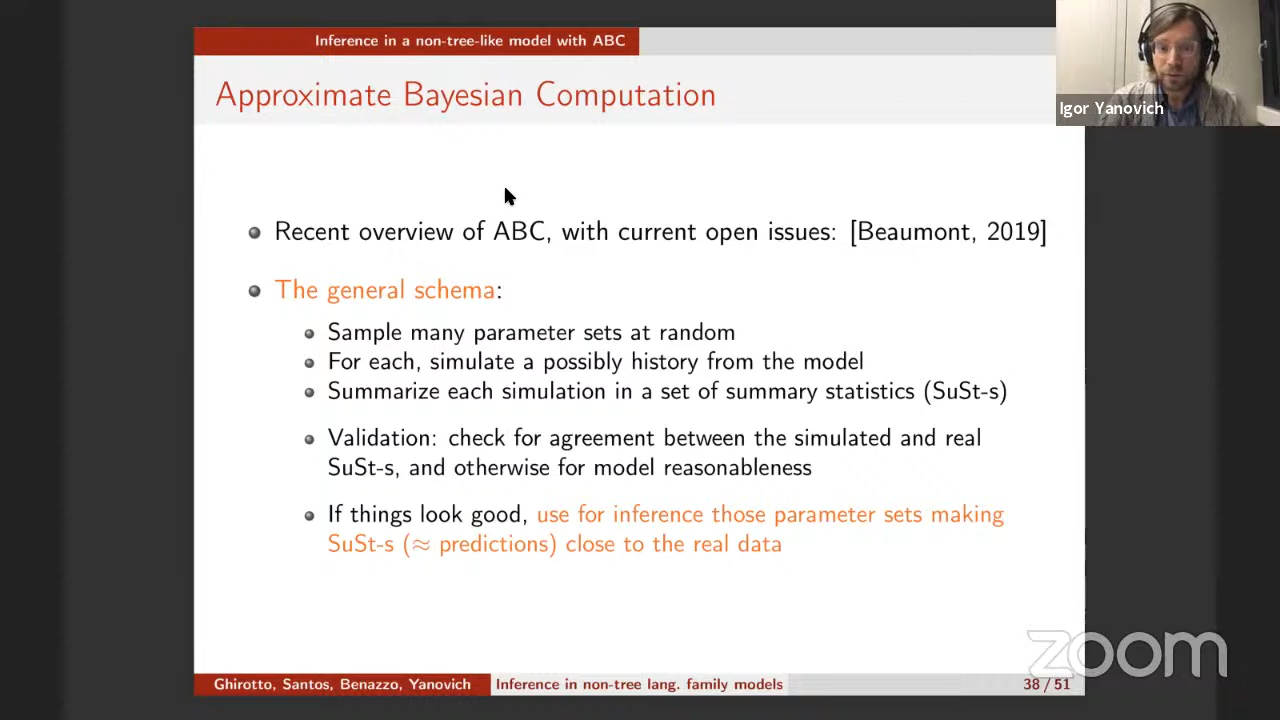 Inference in a non-tree-like model with ABC
Approximate Bayesian Computation
Igor Yanovich
Recent overview of ABC, with current open issues: [Beaumont, 2019]
The general schema:
Sample many parameter sets at random
For each, simulate a possibly history from the model
Summarize each simulation in a set of summary statistics (SuSt-s)
Validation: check for agreement between the simulated and real
SuSt-s, and otherwise for model reasonableness
If things look good, use for inference those parameter sets making
SuSt-s (≈ predictions) close to the real data
zoom
Ghirotto, Santos, Benazzo, Yanovich
Inference in non-tree lang. family models
38 / 51